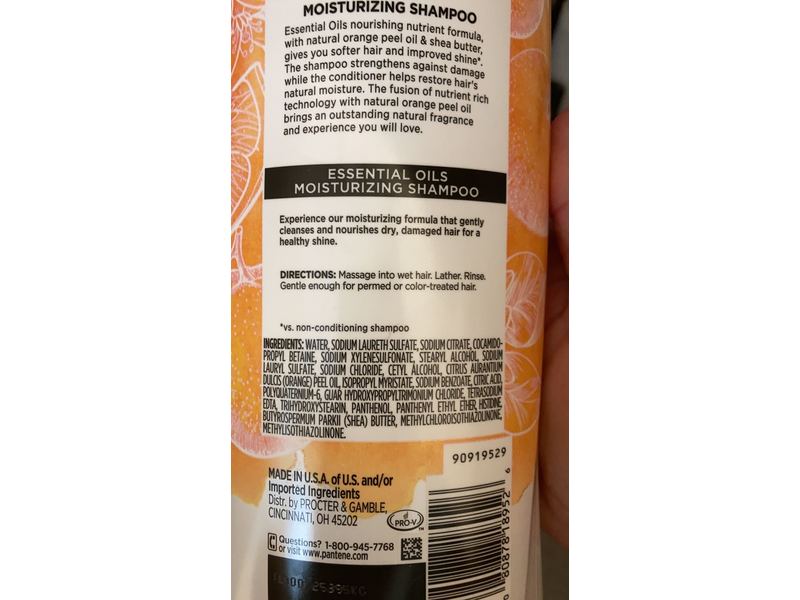 MOISTURIZING SHAMPOO
Essential Oils nourishing nutrient formula,
with natural orange peel oil & shea butter,
gives you softer hair and improved shine*.
The shampoo strengthens against damage
while the conditioner helps restore hair's
natural moisture. The fusion of nutrient rich
technology with natural orange peel oil
brings an outstanding natural fragrance
and experience you will love.
ESSENTIAL OILS
MOISTURIZING SHAMPOO
Experience our moisturizing formula that gently
cleanses and nourishes dry, damaged hair for a
healthy shine.
DIRECTIONS: Massage into wet hair. Lather. Rinse.
Gentle enough for permed or color-treated hair.
*vs. non-conditioning shampoo
INGREDIENTS: WATER, SODIUM LAURETH SULFATE, SODIUM CITRATE, COCAMIDO-
PROPYL BETAINE, SODIUM XYLENESULFONATE, STEARYL ALCOHOL, SODIUM
LAURYL SULFATE, SODIUM CHLORIDE, CETYL ALCOHOL, CITRUS AURANTIUM
DULCIS (ORANGE) PEEL OIL, ISOPROPYL MYRISTATE, SODIUM BENZOATE, CITRIC ACID,
POLYQUATERNIUM-6, GUAR HYDROXYPROPYLTRIMONIUM CHLORIDE, TETRASODIUM
EDTA, TRIHYDROXYSTEARIN, PANTHENOL, PANTHENYL ETHYL ETHER, HISTIDINE,
BUTYROSPERMUM PARKII (SHEA) BUTTER, METHYLCHLOROISOTHIAZOLINONE,
METHYLISOTHIAZOLINONE.
90919529
MADE IN U.S.A. of U.S. and/or
Imported Ingredients
Distr. by PROCTER & GAMBLE,
CINCINNATI, OH 45202
PRO-V
TM
Questions? 1-800-945-7768
or visit www.pantene.com
0 80878 18952 6